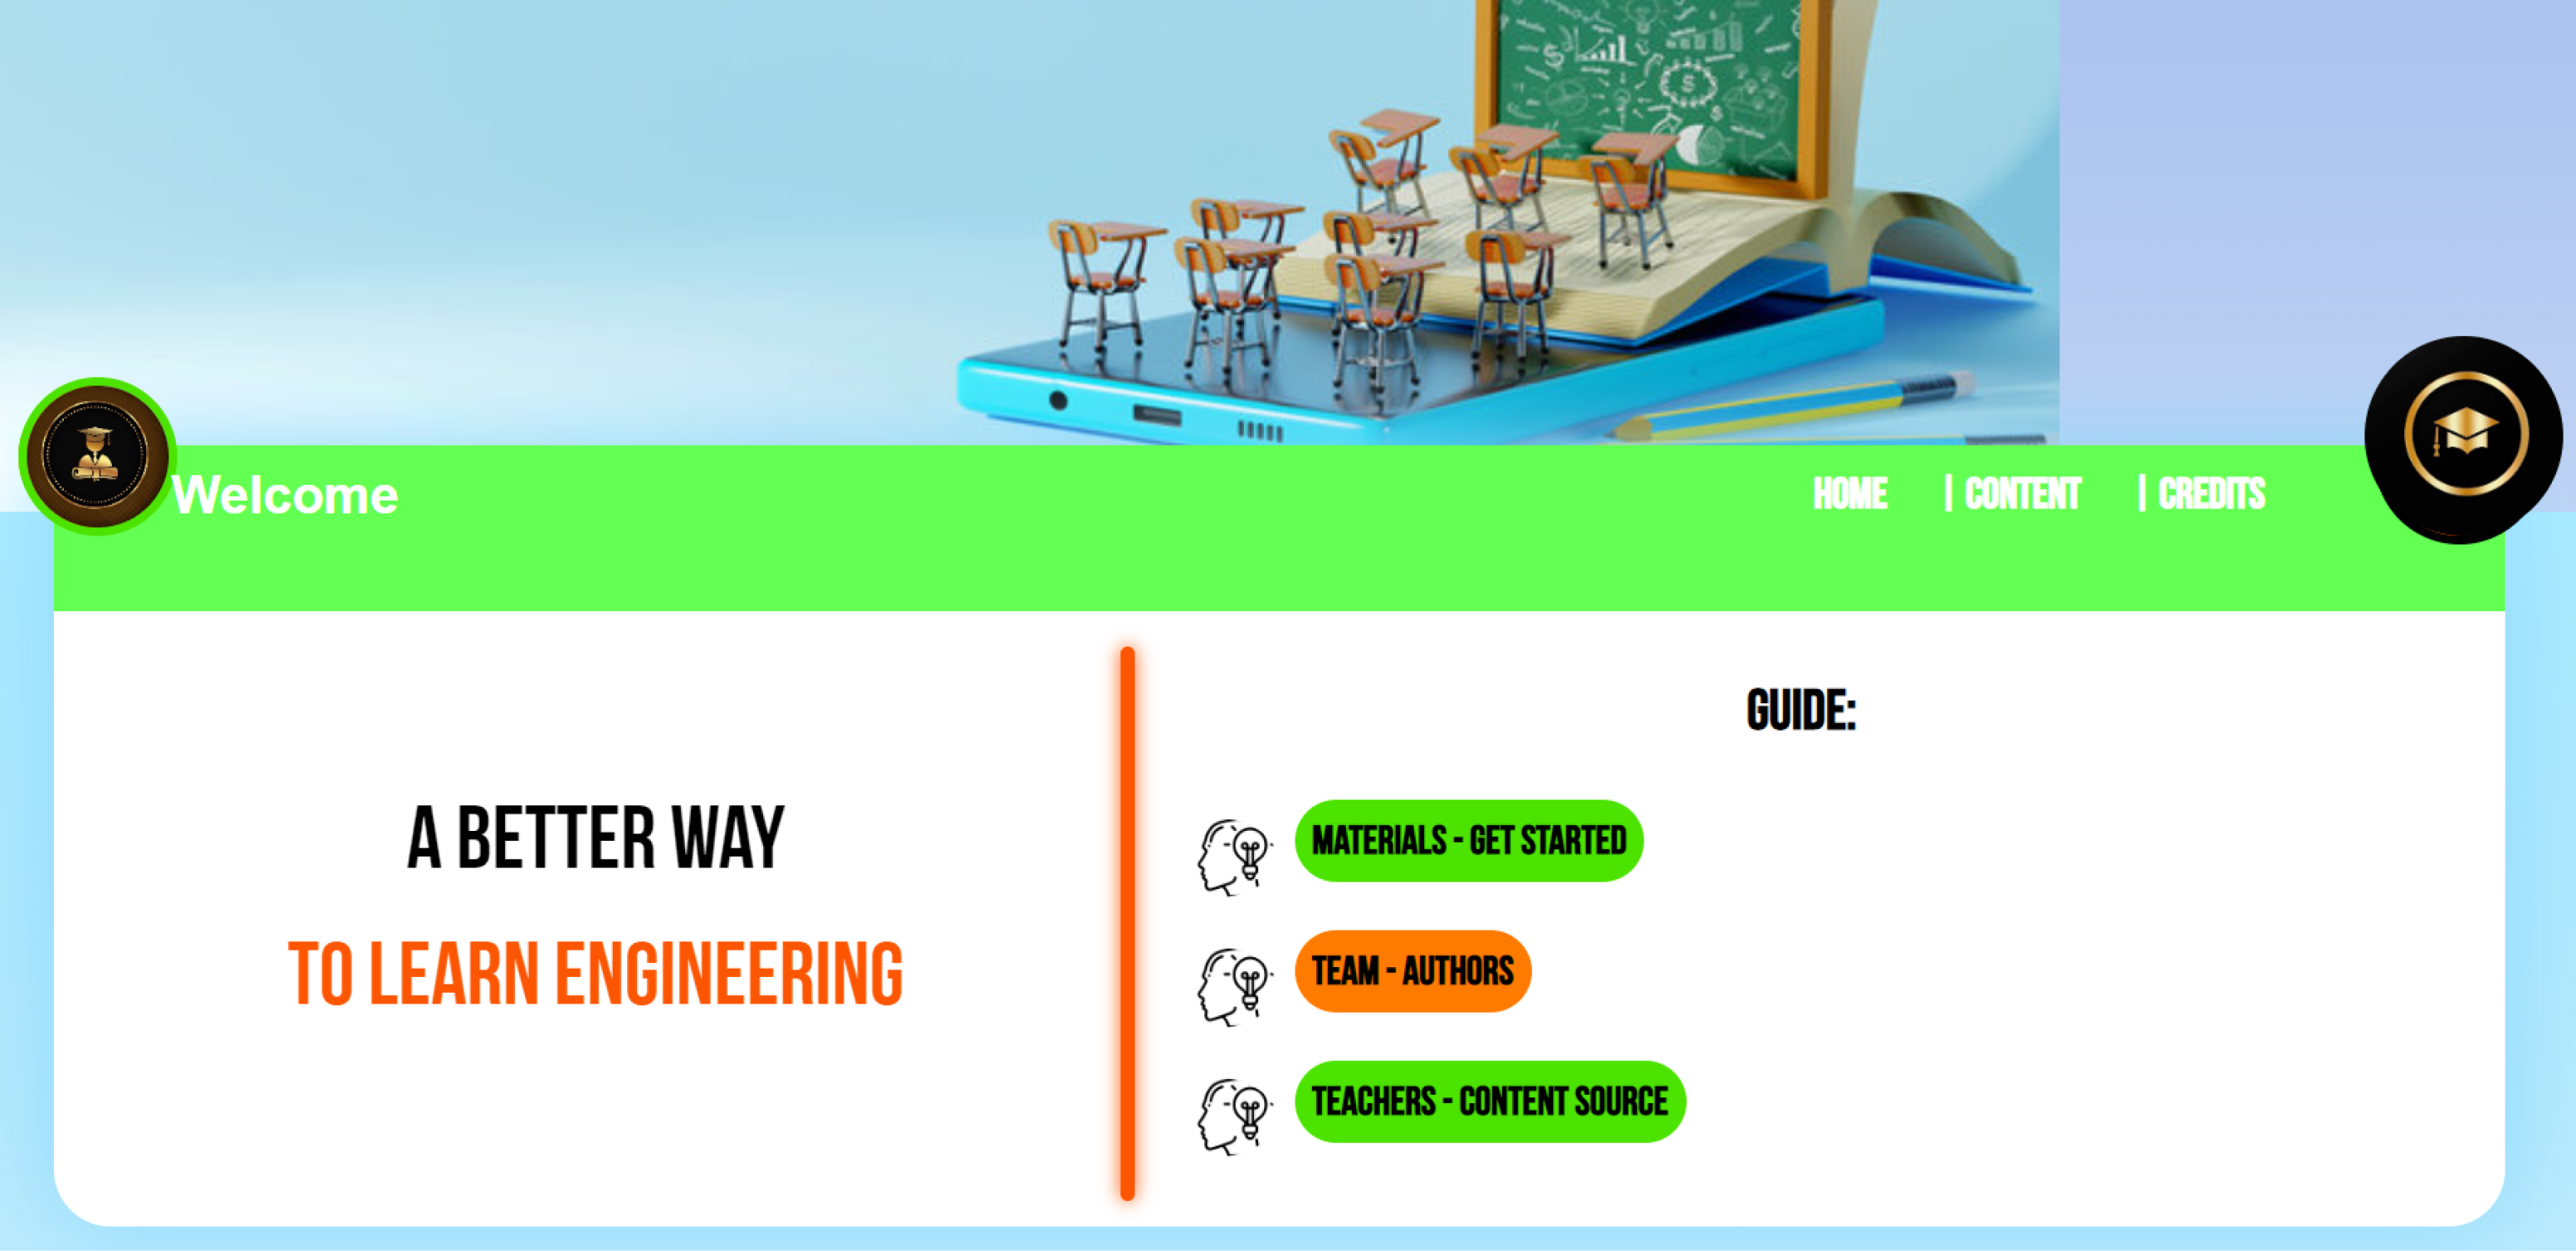 Welcome
HOME | CONTENT | CREDITS
GUIDE:
A BETTER WAY
TO LEARN ENGINEERING
MATERIALS - GET STARTED
TEAM - AUTHORS
TEACHERS - CONTENT SOURCE